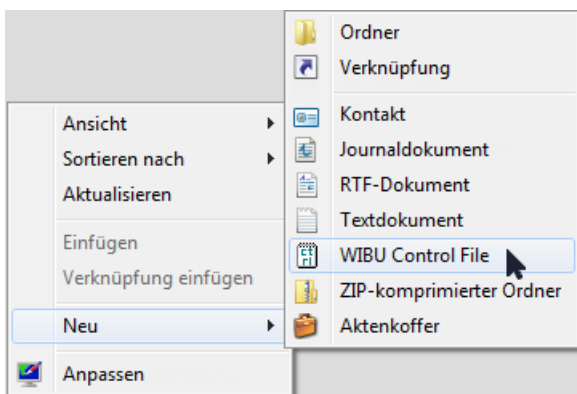 Ansicht
Sortieren nach
Aktualisieren
Einfügen
Verknüpfung einfügen
Neu
Anpassen
Ordner
Verknüpfung
Kontakt
Journaldokument
RTF-Dokument
Textdokument
WIBU Control File
ZIP-komprimierter Ordner
Aktenkoffer